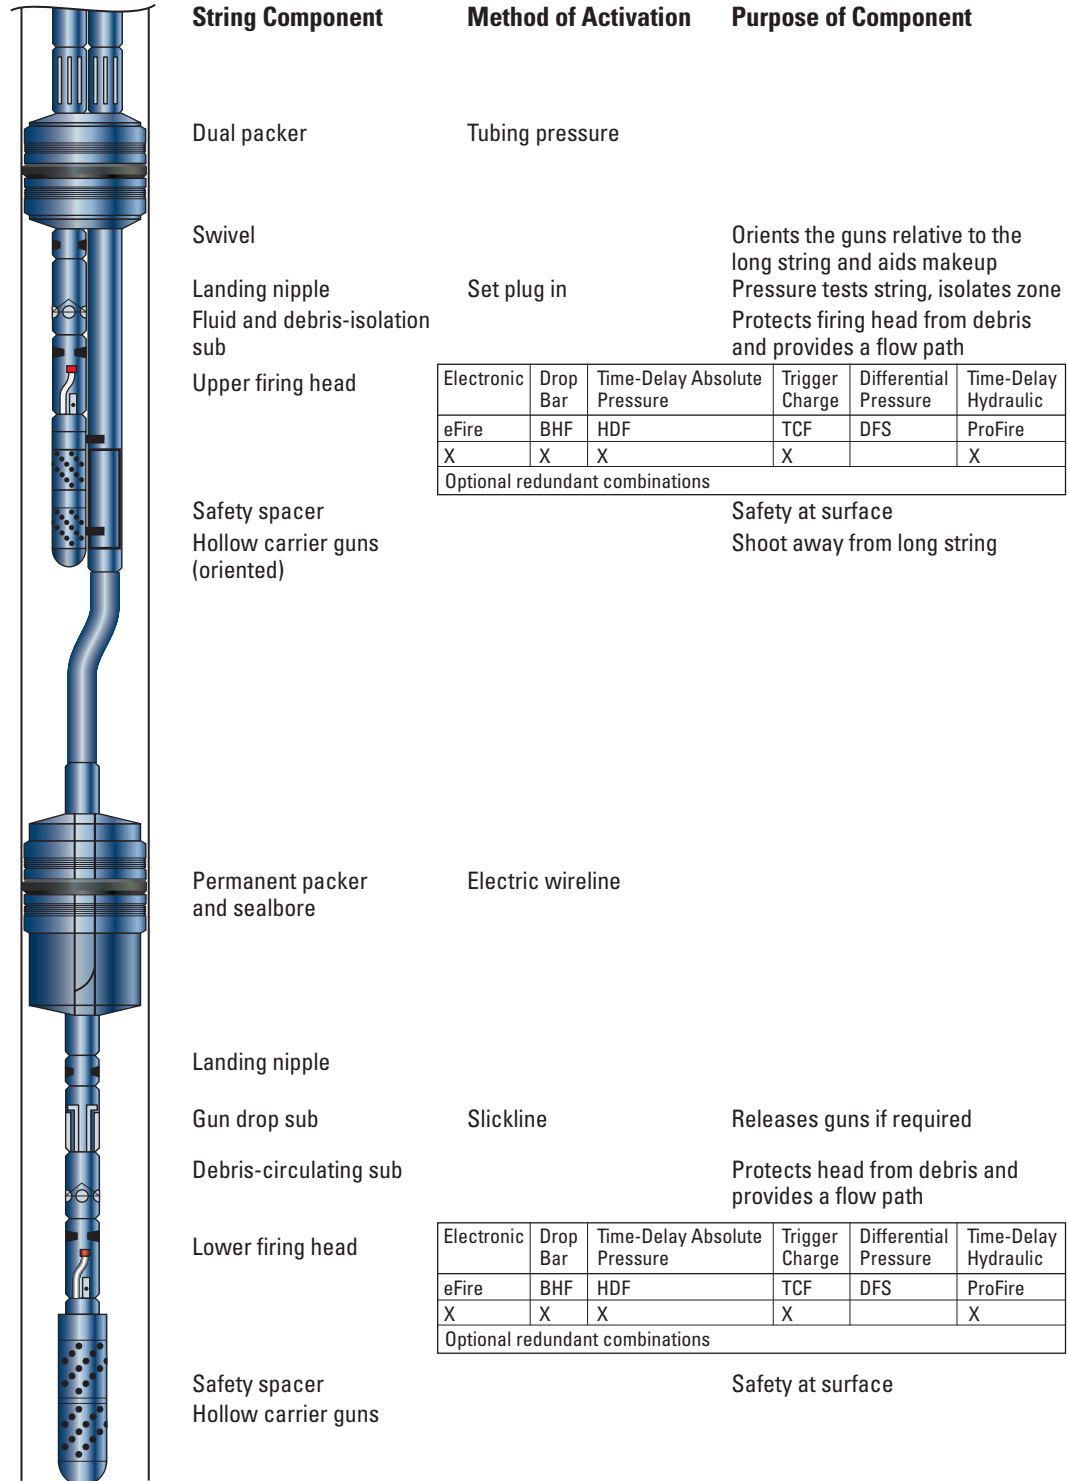 String Component Method of Activation Purpose of Component
Dual packer Tubing pressure
Swivel Orients the guns relative to the
long string and aids makeup
Landing nipple Set plug in Pressure tests string, isolates zone
Fluid and debris-isolation Protects firing head from debris
sub and provides a flow path
Upper firing head
Electronic Drop Time-Delay Absolute Trigger Differential Time-Delay
Bar Pressure Charge Pressure Hydraulic
eFire BHF HDF TCF DFS ProFire
X X X X X
Optional redundant combinations
Safety spacer Safety at surface
Hollow carrier guns Shoot away from long string
(oriented)
Permanent packer Electric wireline
and sealbore
Landing nipple
Gun drop sub Slickline Releases guns if required
Debris-circulating sub Protects head from debris and
provides a flow path
Lower firing head
Electronic Drop Time-Delay Absolute Trigger Differential Time-Delay
Bar Pressure Charge Pressure Hydraulic
eFire BHF HDF TCF DFS ProFire
X X X X X
Optional redundant combinations
Safety spacer Safety at surface
Hollow carrier guns